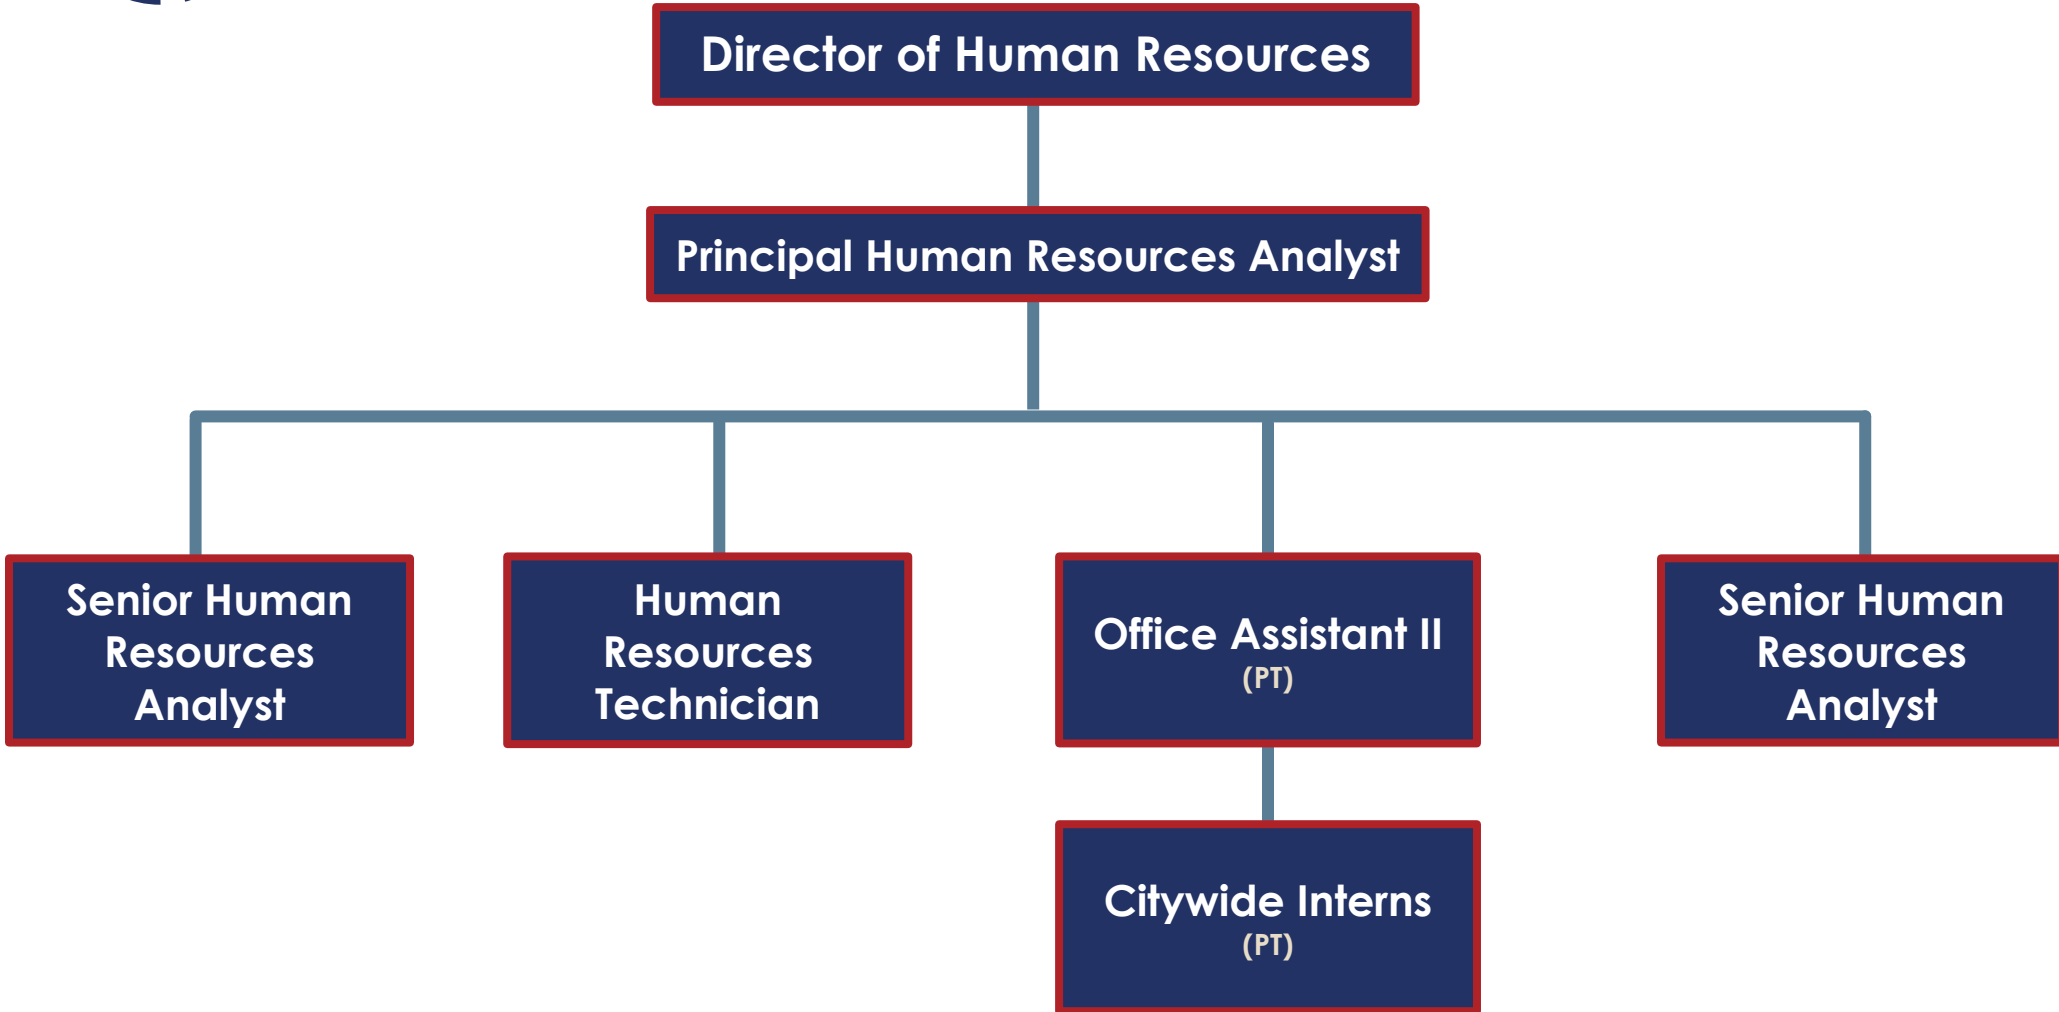 Director of Human Resources
Principal Human Resources Analyst
Senior Human
Resources
Analyst
Human
Resources
Technician
Office Assistant II
(PT)
Senior Human
Resources
Analyst
Citywide Interns
(PT)